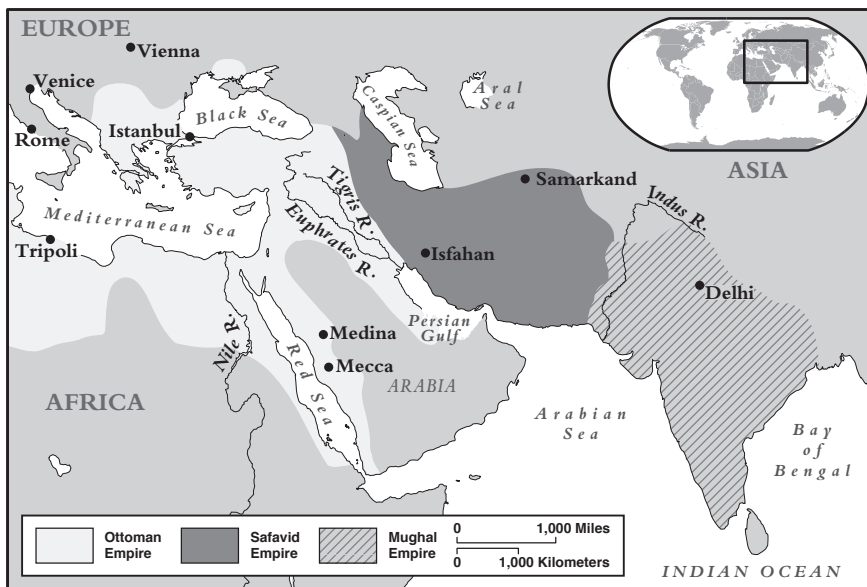 EUROPE
Vienna
Venice
Rome
Istanbul
Black Sea
Caspian Sea
Aral
Sea
Samarkand
ASIA
Indus R.
Mediterranean Sea
Tripoli
Tigris R.
Euphrates R.
Isfahan
Delhi
Nile R.
Medina
Mecca
Red Sea
Persian
Gulf
ARABIA
AFRICA
Arabian
Sea
Bay
of
Bengal
Ottoman
Empire
Safavid
Empire
Mughal
Empire
0 1,000 Miles
0 1,000 Kilometers
INDIAN OCEAN